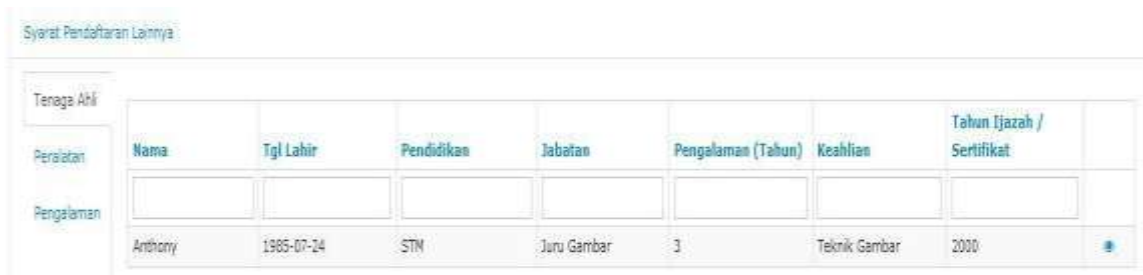 Syarat Pendaftaran Lainnya
Tenaga Ahli
Peralatan
Pengalaman
Nama Tgl Lahir Pendidikan Jabatan Pengalaman (Tahun) Keahlian Tahun Ijazah /
Sertifikat
Anthony 1985-07-24 STM Juru Gambar 3 Teknik Gambar 2000